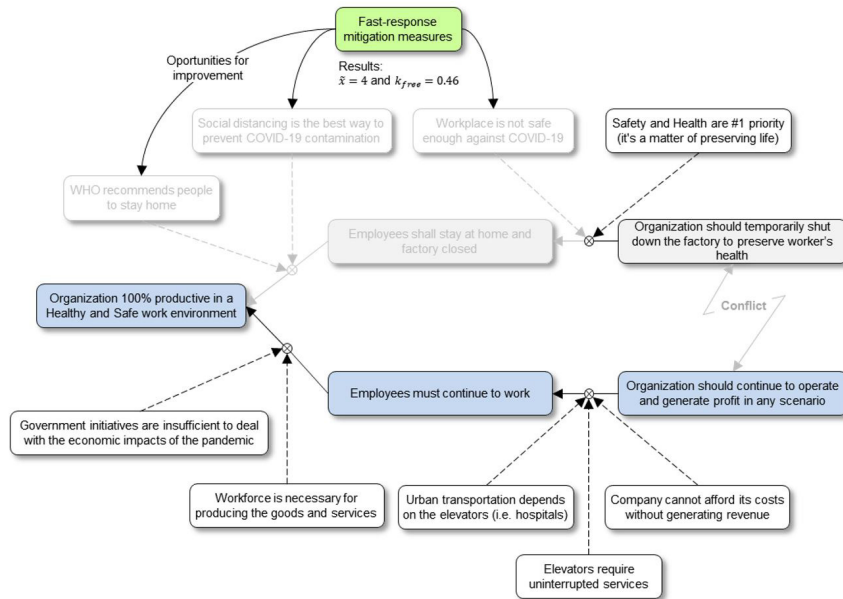 Fast-response
mitigation measures
Oportunities for
improvement
Results:
x̃ = 4 and k_free = 0.46
Social distancing is the best way to
prevent COVID-19 contamination
Workplace is not safe
enough against COVID-19
Safety and Health are #1 priority
(it's a matter of preserving life)
WHO recommends people
to stay home
Employees shall stay at home and
factory closed
Organization should temporarily shut
down the factory to preserve worker's
health
Organization 100% productive in a
Healthy and Safe work environment
Conflict
Employees must continue to work
Organization should continue to operate
and generate profit in any scenario
Government initiatives are insufficient to deal
with the economic impacts of the pandemic
Workforce is necessary for
producing the goods and services
Urban transportation depends
on the elevators (i.e. hospitals)
Company cannot afford its costs
without generating revenue
Elevators require
uninterrupted services